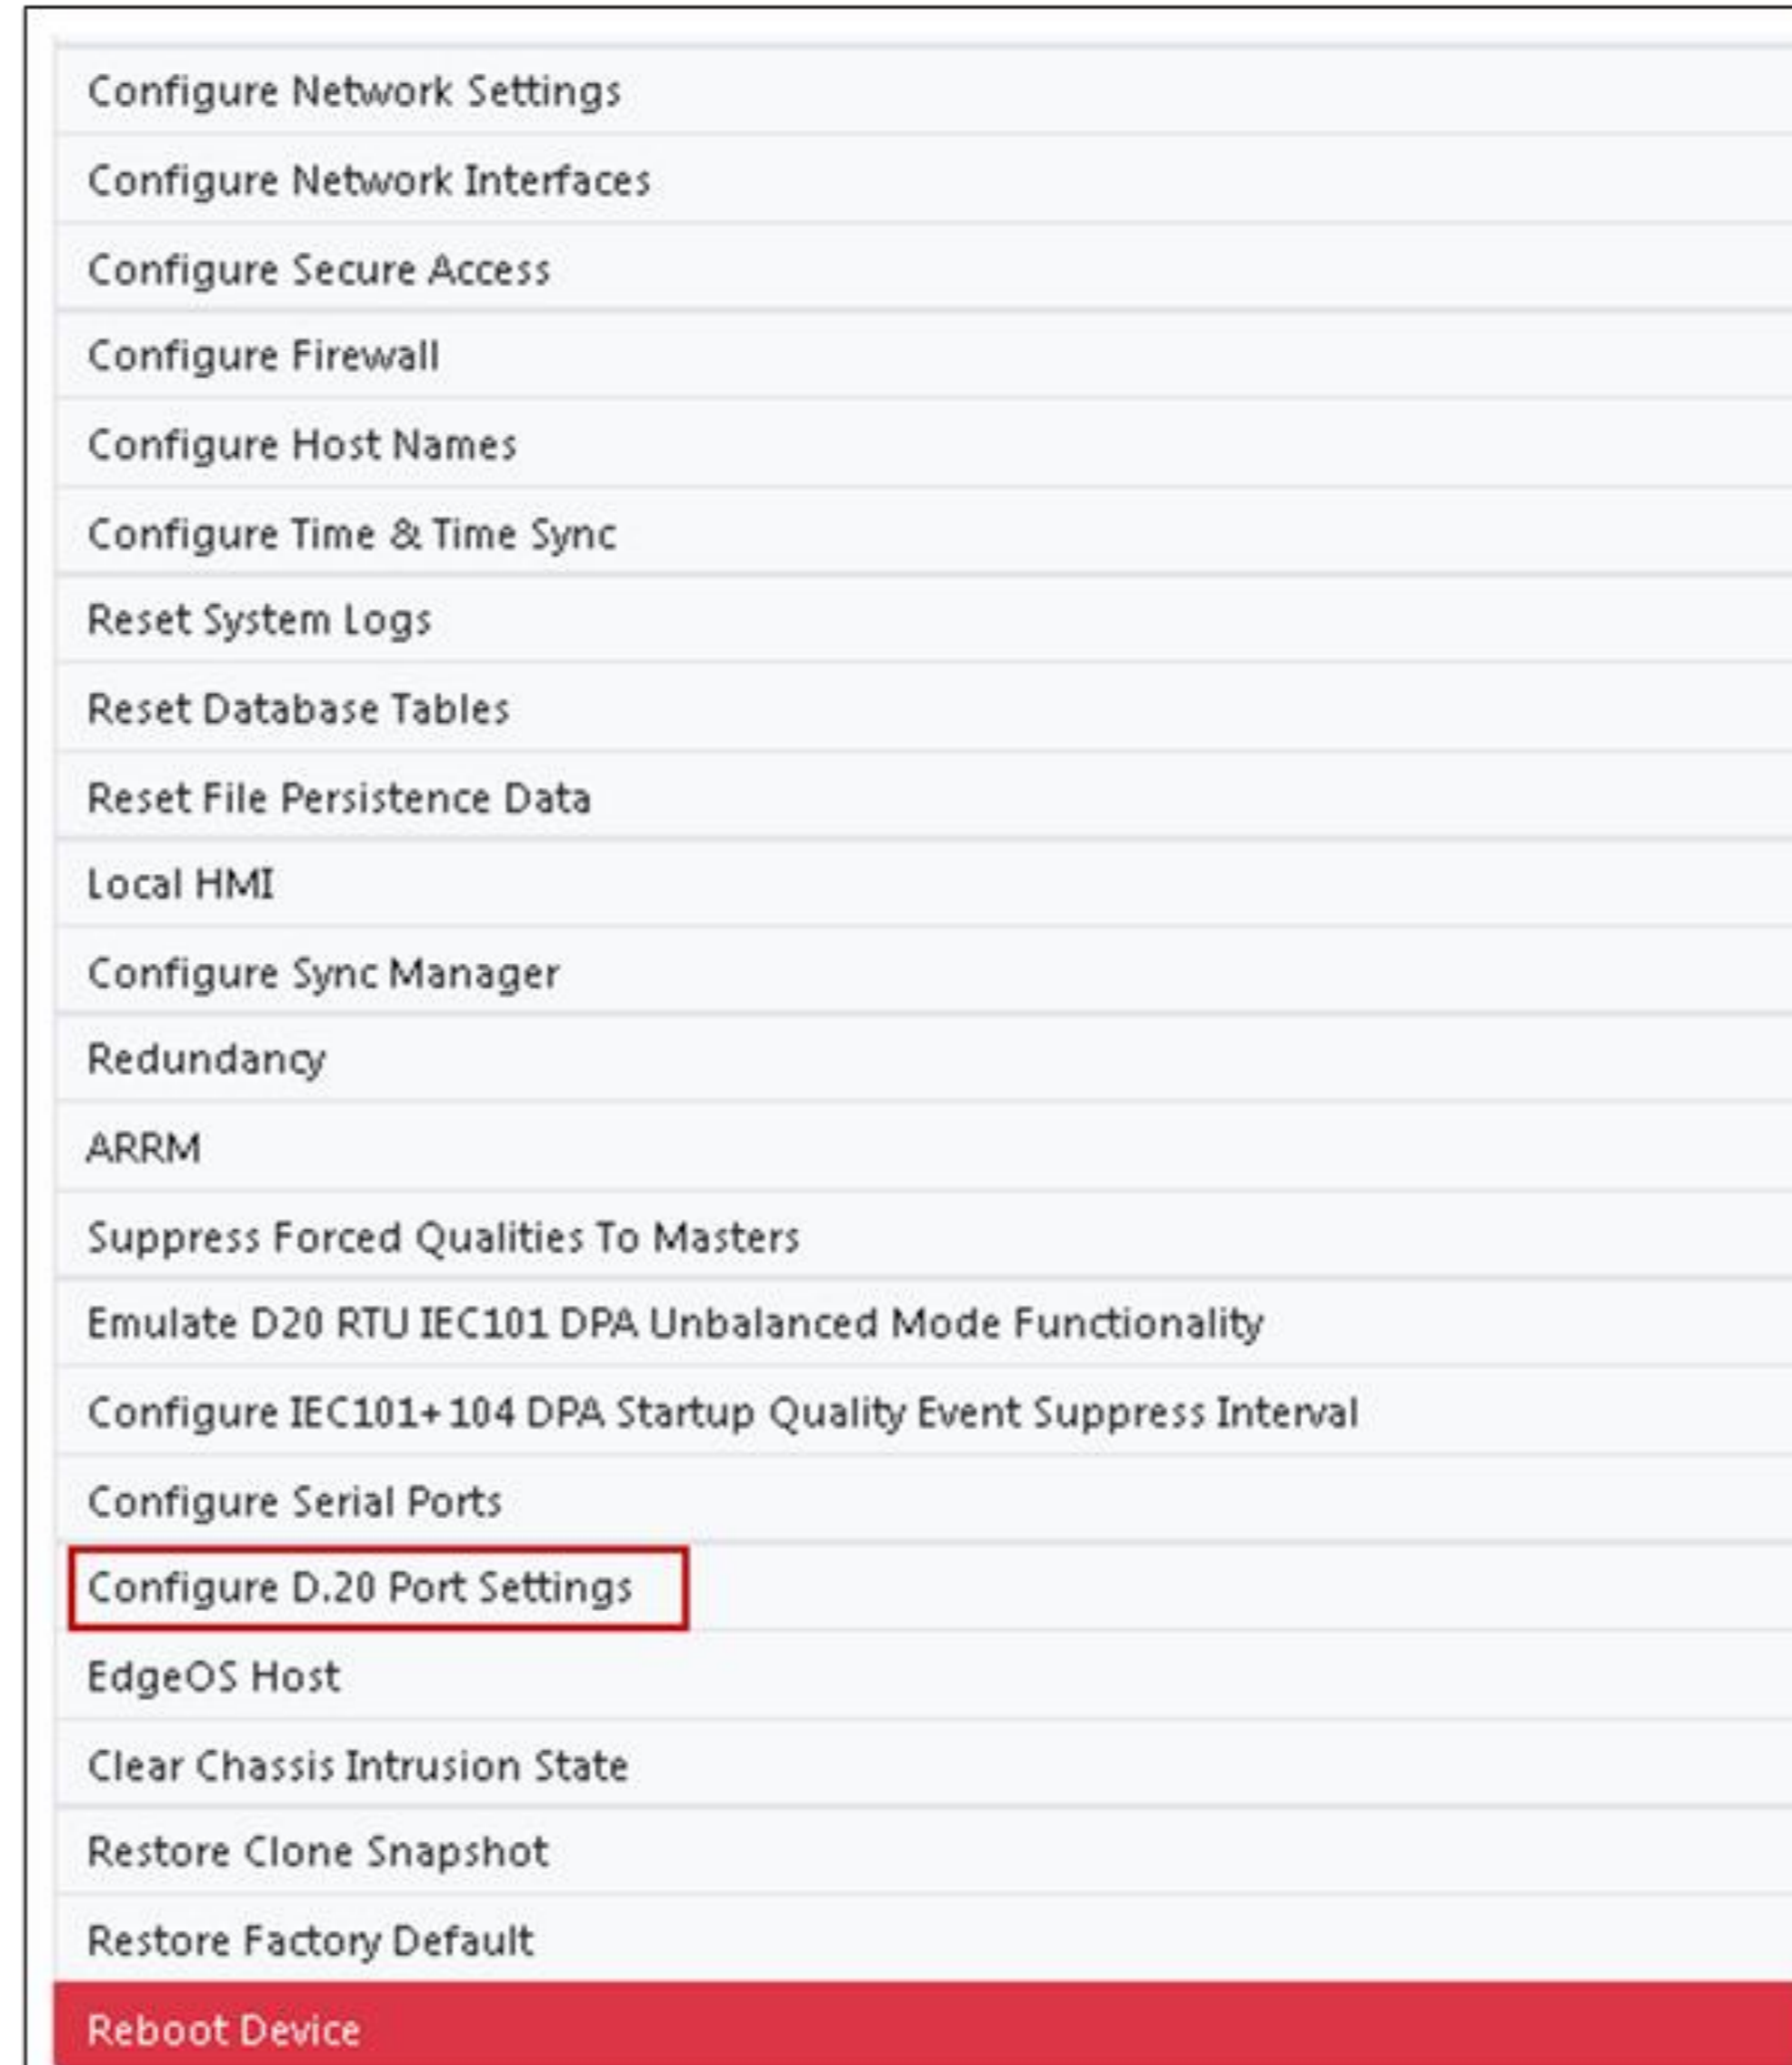 Configure Network Settings
Configure Network Interfaces
Configure Secure Access
Configure Firewall
Configure Host Names
Configure Time & Time Sync
Reset System Logs
Reset Database Tables
Reset File Persistence Data
Local HMI
Configure Sync Manager
Redundancy
ARRM
Suppress Forced Qualities To Masters
Emulate D20 RTU IEC101 DPA Unbalanced Mode Functionality
Configure IEC101+104 DPA Startup Quality Event Suppress Interval
Configure Serial Ports
Configure D.20 Port Settings
EdgeOS Host
Clear Chassis Intrusion State
Restore Clone Snapshot
Restore Factory Default
Reboot Device